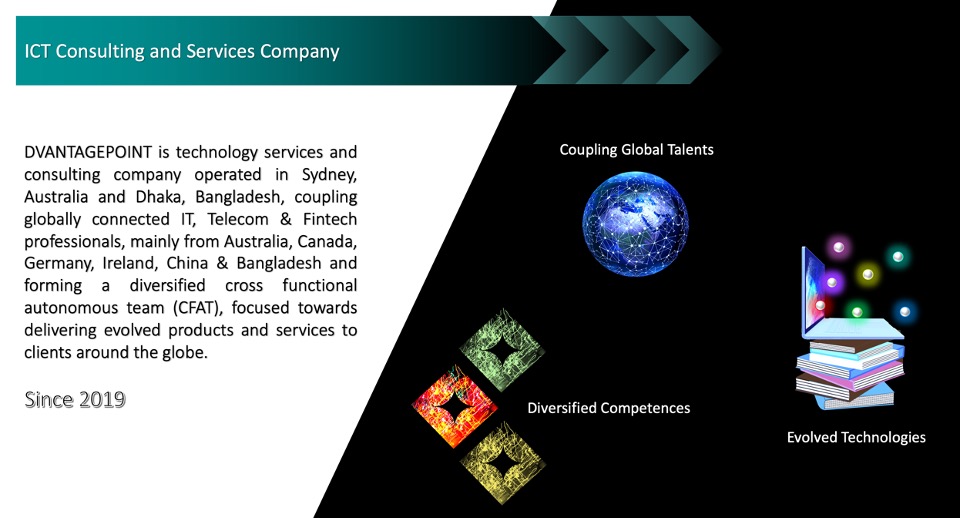 ICT Consulting and Services Company
DVANTAGEPOINT is technology services and
consulting company operated in Sydney,
Australia and Dhaka, Bangladesh, coupling
globally connected IT, Telecom & Fintech
professionals, mainly from Australia, Canada,
Germany, Ireland, China & Bangladesh and
forming a diversified cross functional
autonomous team (CFAT), focused towards
delivering evolved products and services to
clients around the globe.
Since 2019
Coupling Global Talents
Diversified Competences
Evolved Technologies